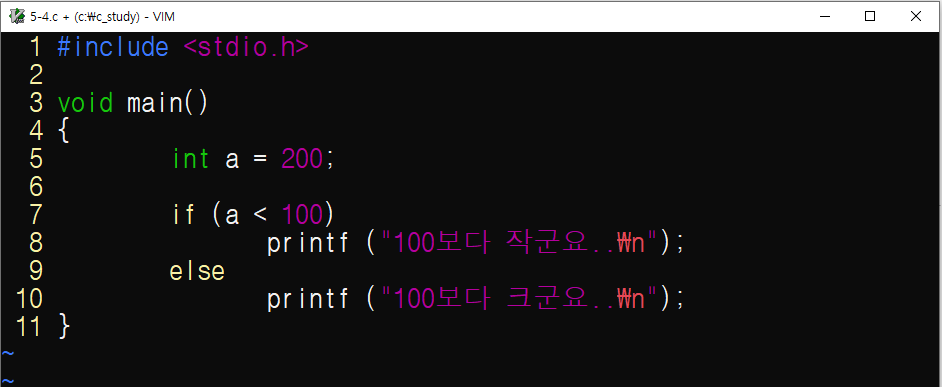 5-4.c + (c:₩c_study) - VIM
1 #include <stdio.h>
2
3 void main()
4 {
5         int a = 200;
6
7         if (a < 100)
8                 printf ("100보다 작군요..₩n");
9         else
10                 printf ("100보다 크군요..₩n");
11 }
~
~